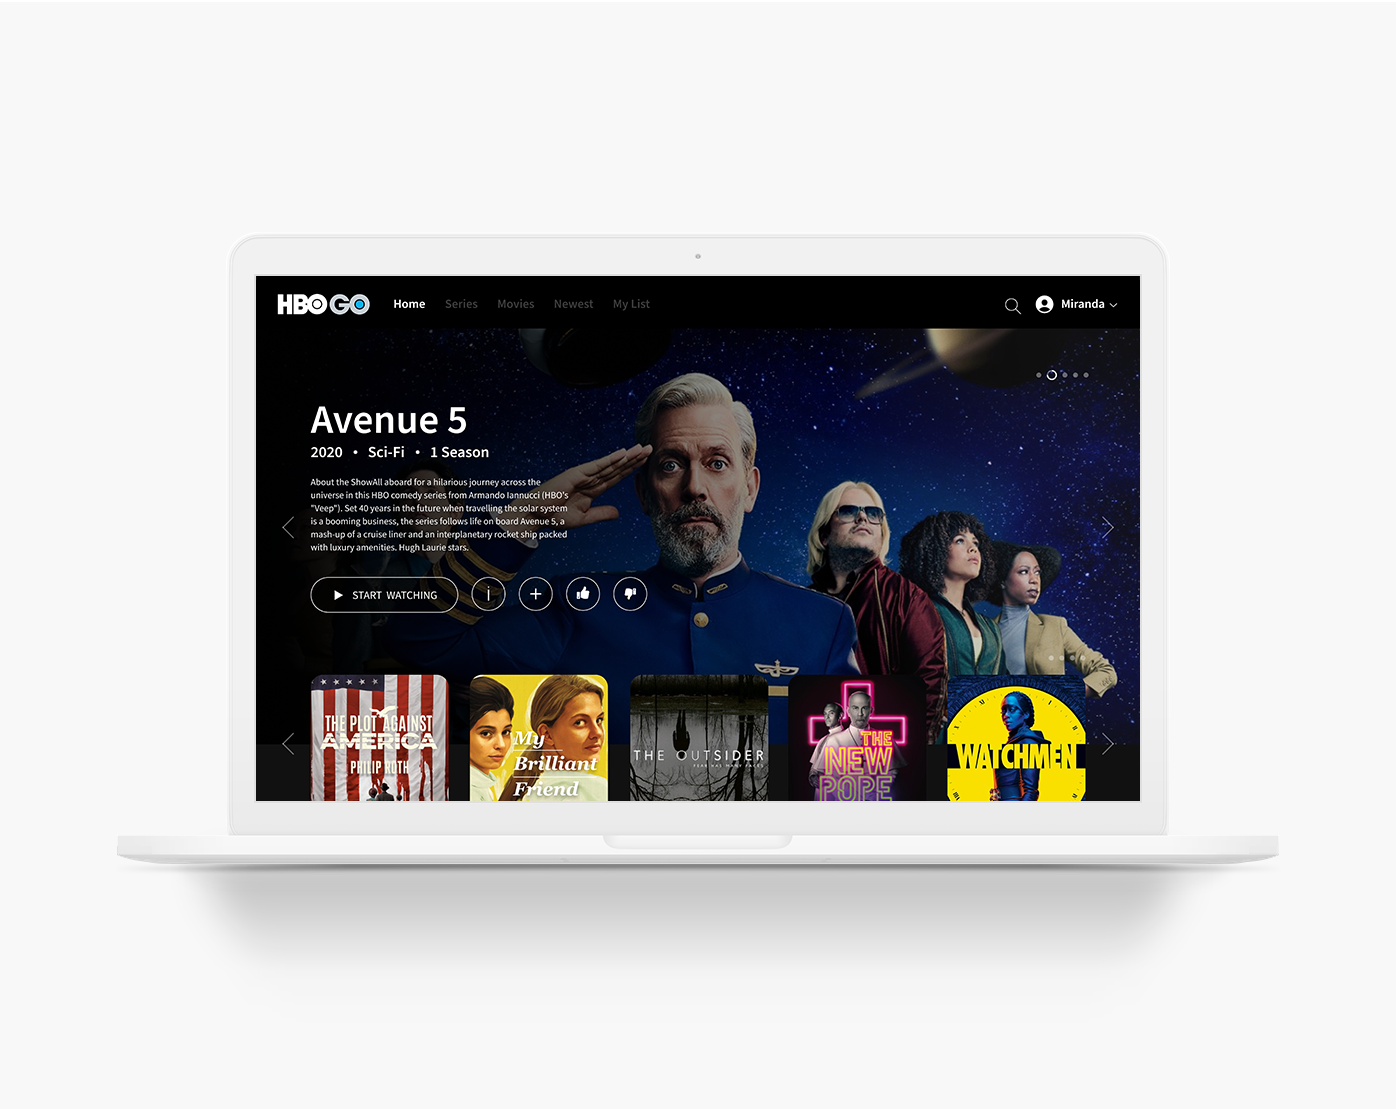 HBO GO
Home Series Movies Newest My List
Miranda
Avenue 5
2020 • Sci-Fi • 1 Season
About the ShowAll aboard for a hilarious journey across the
universe in this HBO comedy series from Armando Iannucci (HBO's
"Veep"). Set 40 years in the future when travelling the solar system
is a booming business, the series follows life on board Avenue 5, a
mash-up of a cruise liner and an interplanetary rocket ship packed
with luxury amenities. Hugh Laurie stars.
START WATCHING
i
THE PLOT AGAINST
AMERICA
PHILIP ROTH
My
Brilliant
Friend
THE OUTSIDER
FEAR HAS MANY FACES
THE
NEW
POPE
WATCHMEN